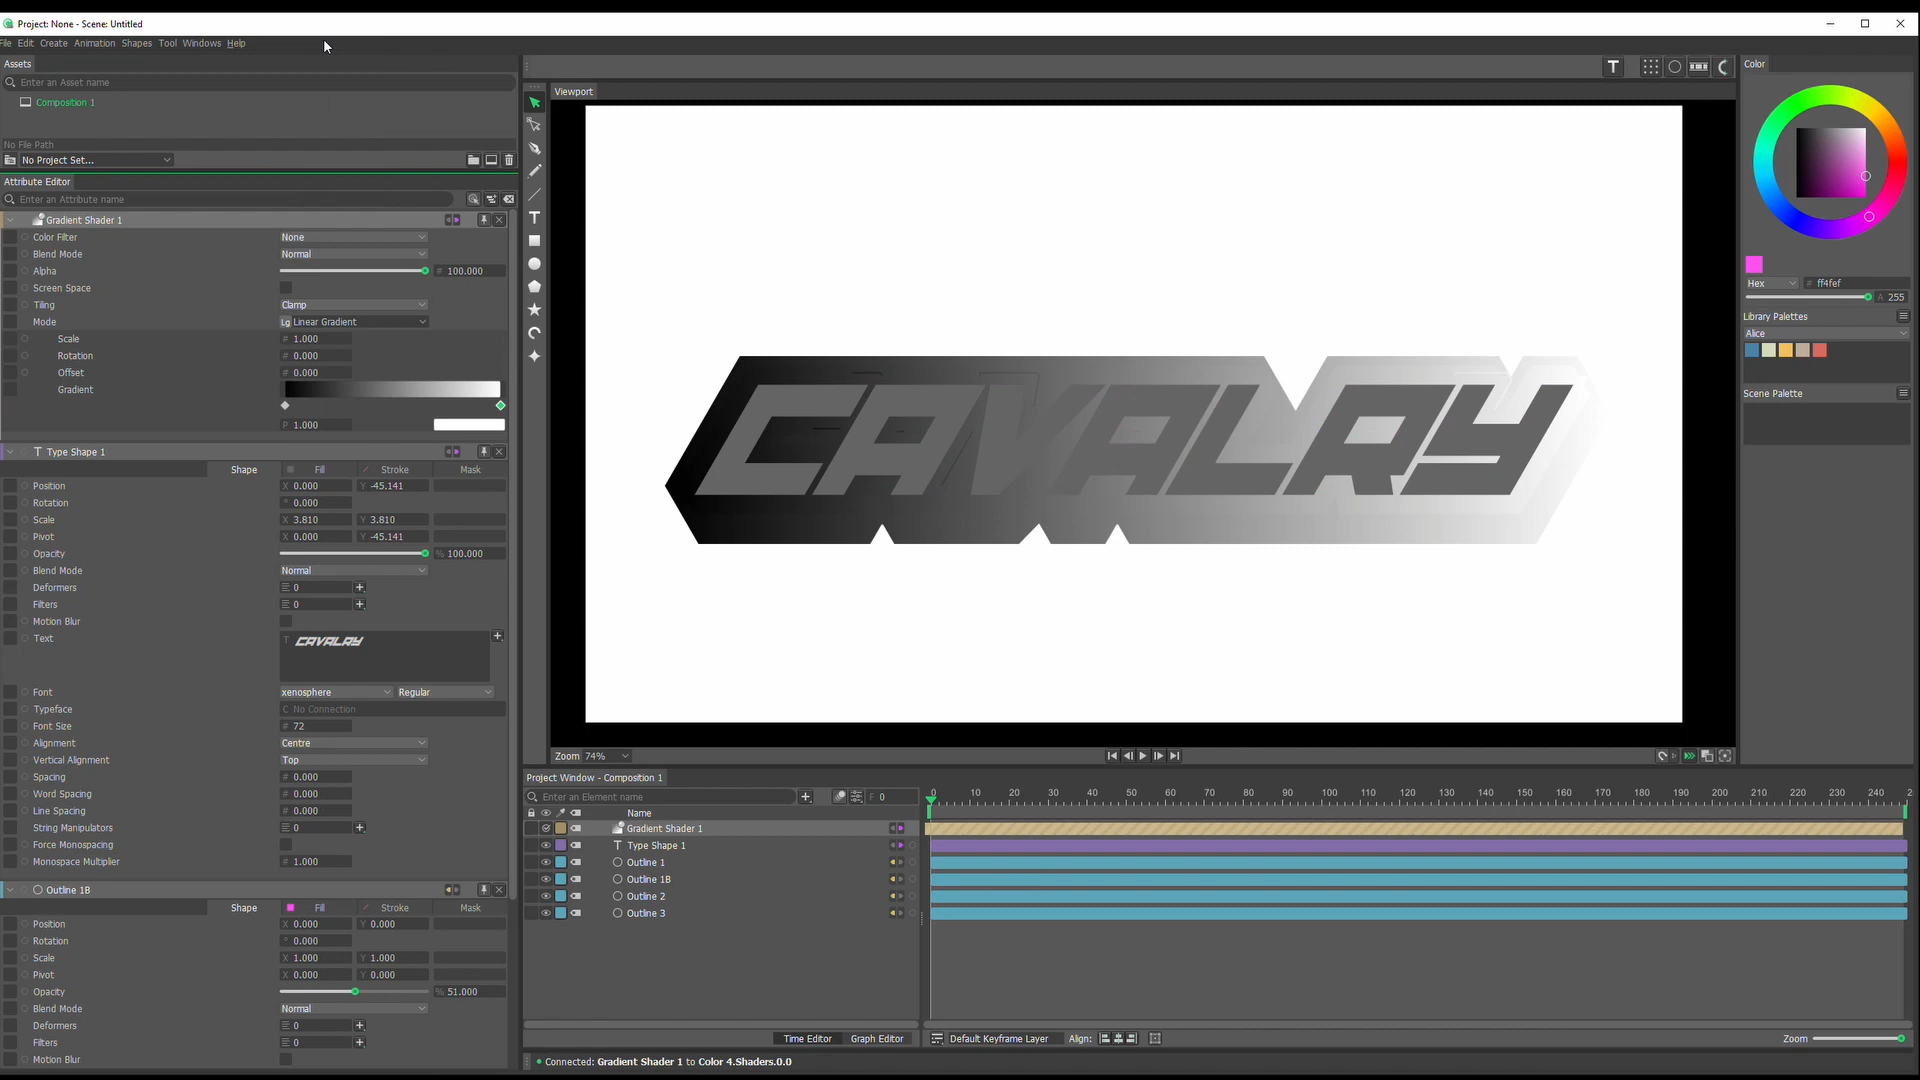 Project: None - Scene: Untitled
File Edit Create Animation Shapes Tool Windows Help
Assets
Enter an Asset name
Composition 1
No File Path
No Project Set...
Attribute Editor
Enter an Attribute name
Gradient Shader 1
Color Filter None
Blend Mode Normal
Alpha # 100.000
Screen Space
Tiling Clamp
Mode Lg Linear Gradient
Scale # 1.000
Rotation # 0.000
Offset # 0.000
Gradient
P 1.000
T Type Shape 1
Shape Fill Stroke Mask
Position X 0.000 Y -45.141
Rotation ° 0.000
Scale X 3.810 Y 3.810
Pivot X 0.000 Y -45.141
Opacity % 100.000
Blend Mode Normal
Deformers 0 +
Filters 0 +
Motion Blur
Text T CAVALRY +
Font xenosphere Regular
Typeface C No Connection
Font Size # 72
Alignment Centre
Vertical Alignment Top
Spacing # 0.000
Word Spacing # 0.000
Line Spacing # 0.000
String Manipulators 0 +
Force Monospacing
Monospace Multiplier # 1.000
Outline 1B
Shape Fill Stroke Mask
Position X 0.000 Y 0.000
Rotation ° 0.000
Scale X 1.000 Y 1.000
Pivot X 0.000 Y 0.000
Opacity % 51.000
Blend Mode Normal
Deformers 0 +
Filters 0 +
Motion Blur
T
Viewport
T
CAVALRY
Zoom 74%
Project Window - Composition 1
Enter an Element name + F 0
0 10 20 30 40 50 60 70 80 90 100 110 120 130 140 150 160 170 180 190 200 210 220 230 240 2
Name
Gradient Shader 1
T Type Shape 1
Outline 1
Outline 1B
Outline 2
Outline 3
Time Editor Graph Editor
Default Keyframe Layer Align: Zoom
Connected: Gradient Shader 1 to Color 4.Shaders.0.0
Color
Hex # ff4fef
A 255
Library Palettes
Alice
Scene Palette